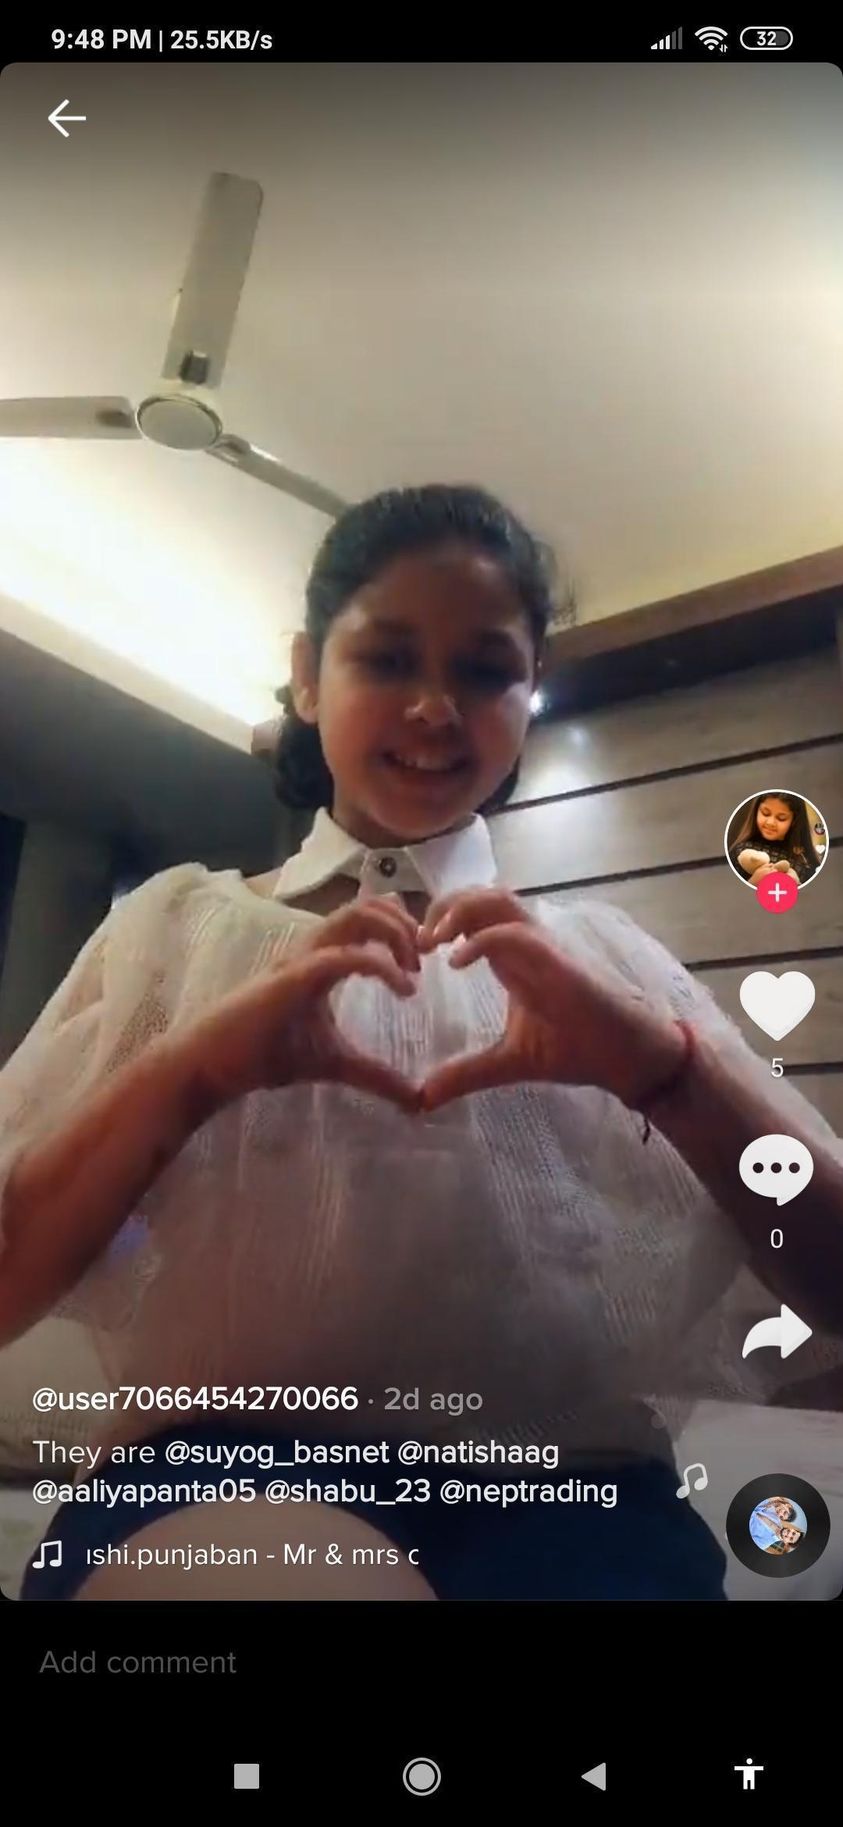 9:48 PM | 25.5KB/s
32
5
0
@user7066454270066 · 2d ago
They are @suyog_basnet @natishaag
@aaliyapanta05 @shabu_23 @neptrading
ishi.punjaban - Mr & mrs c
Add comment